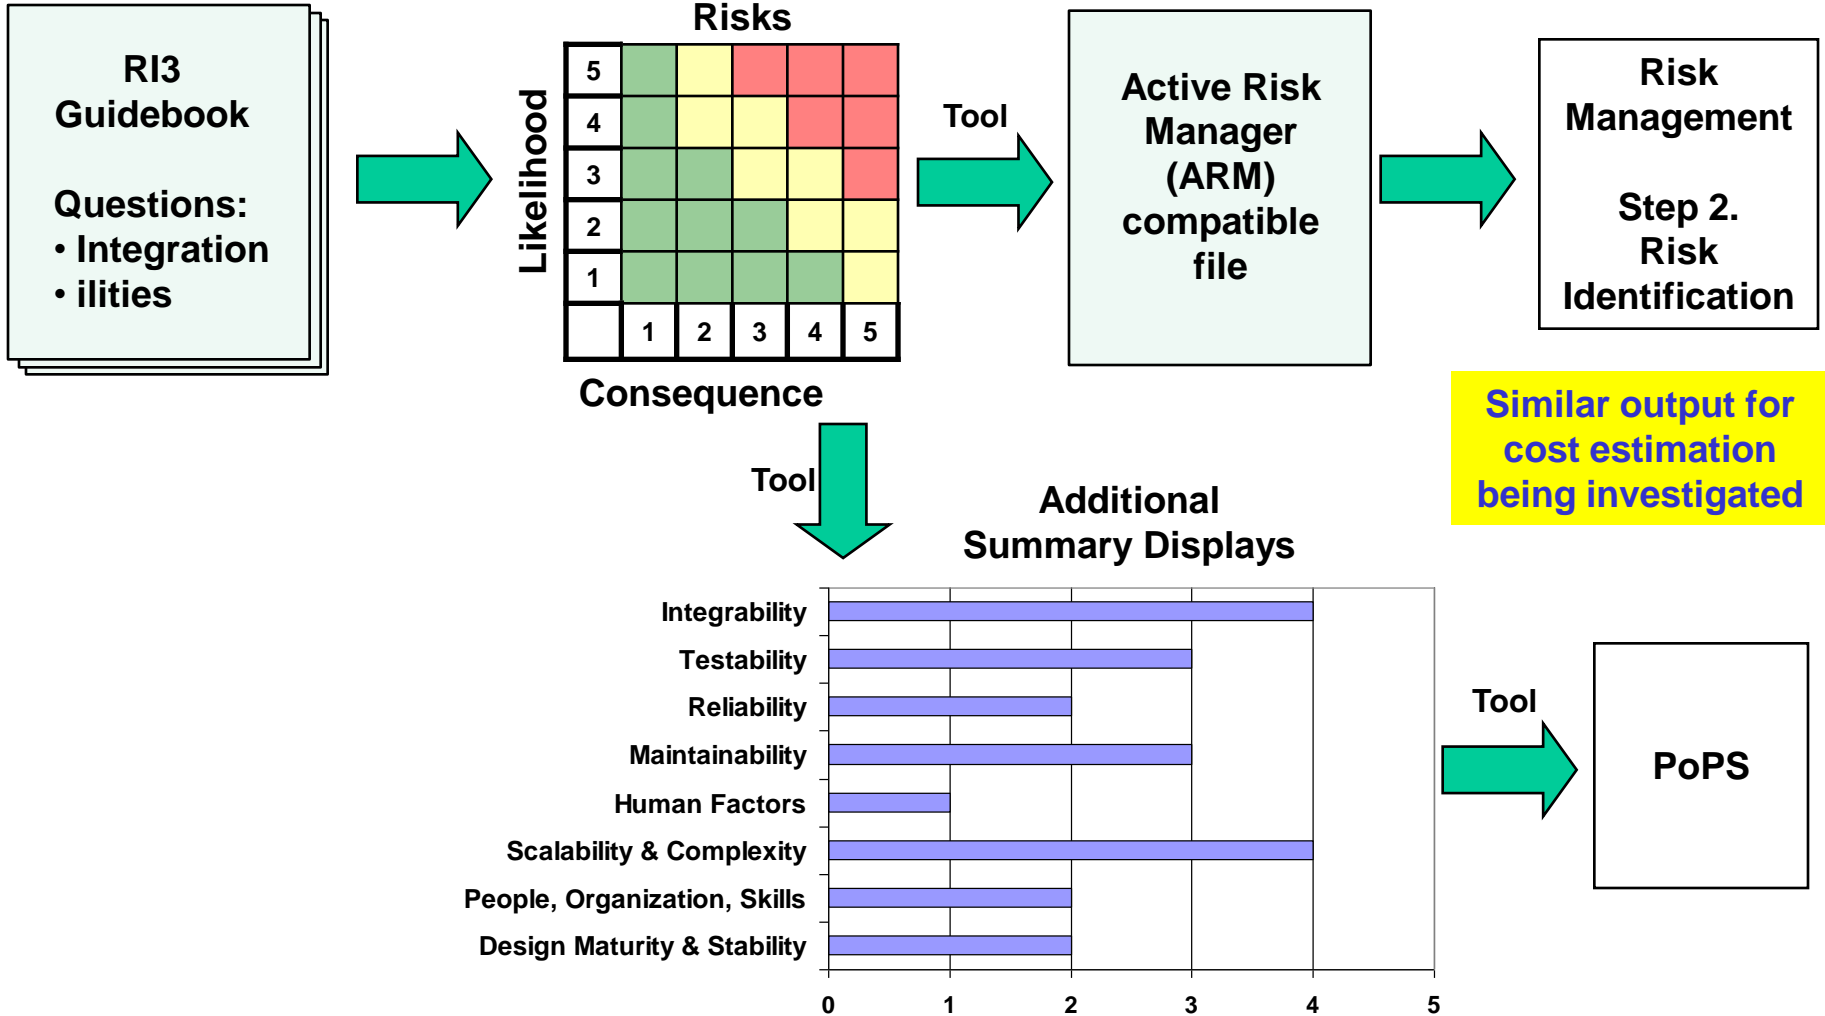 RI3
Guidebook
Questions:
• Integration
• ilities
Risks
Likelihood
5
4
3
2
1
1 2 3 4 5
Consequence
Tool
Active Risk
Manager
(ARM)
compatible
file
Risk
Management
Step 2.
Risk
Identification
Similar output for
cost estimation
being investigated
Tool
Additional
Summary Displays
Integrability
Testability
Reliability
Maintainability
Human Factors
Scalability & Complexity
People, Organization, Skills
Design Maturity & Stability
0 1 2 3 4 5
Tool
PoPS